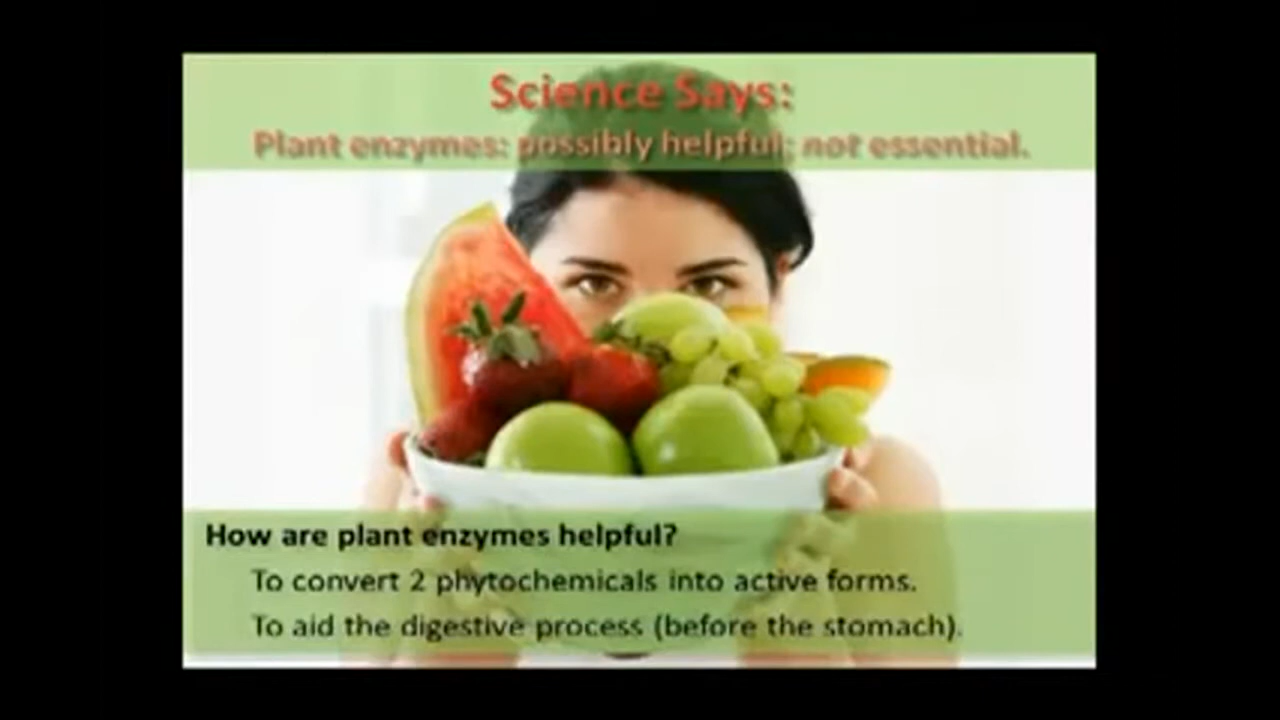 Science Says:
Plant enzymes: possibly helpful; not essential.
How are plant enzymes helpful?
To convert 2 phytochemicals into active forms.
To aid the digestive process (before the stomach).